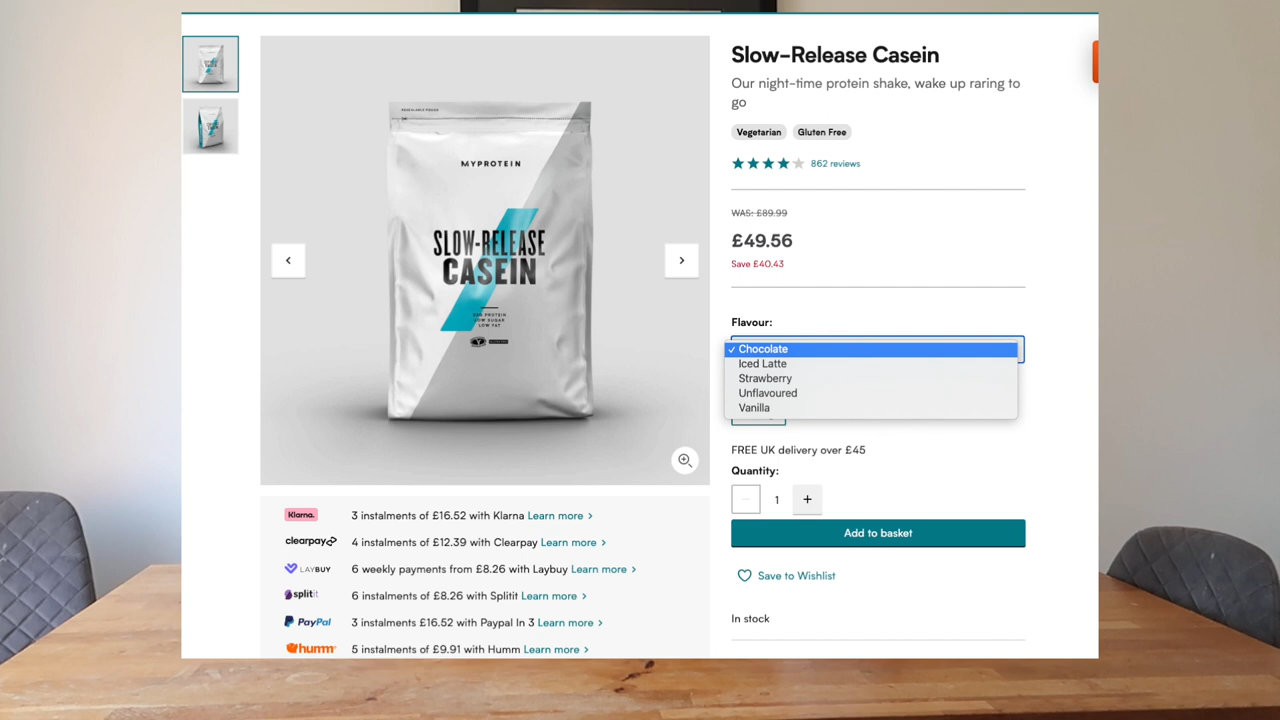 Slow-Release Casein
Our night-time protein shake, wake up raring to
go
Vegetarian
Gluten Free
862 reviews
WAS: £89.99
£49.56
Save £40.43
RESEALABLE POUCH
MYPROTEIN
SLOW-RELEASE
CASEIN
LOW SUGAR
LOW FAT
Flavour:
✓ Chocolate
Iced Latte
Strawberry
Unflavoured
Vanilla
FREE UK delivery over £45
Quantity:
1
Add to basket
Save to Wishlist
In stock
Klarna. 3 instalments of £16.52 with Klarna Learn more
clearpay 4 instalments of £12.39 with Clearpay Learn more
LAYBUY 6 weekly payments from £8.26 with Laybuy Learn more
splitit 6 instalments of £8.26 with Splitit Learn more
PayPal 3 instalments £16.52 with Paypal In 3 Learn more
humm 5 instalments of £9.91 with Humm Learn more